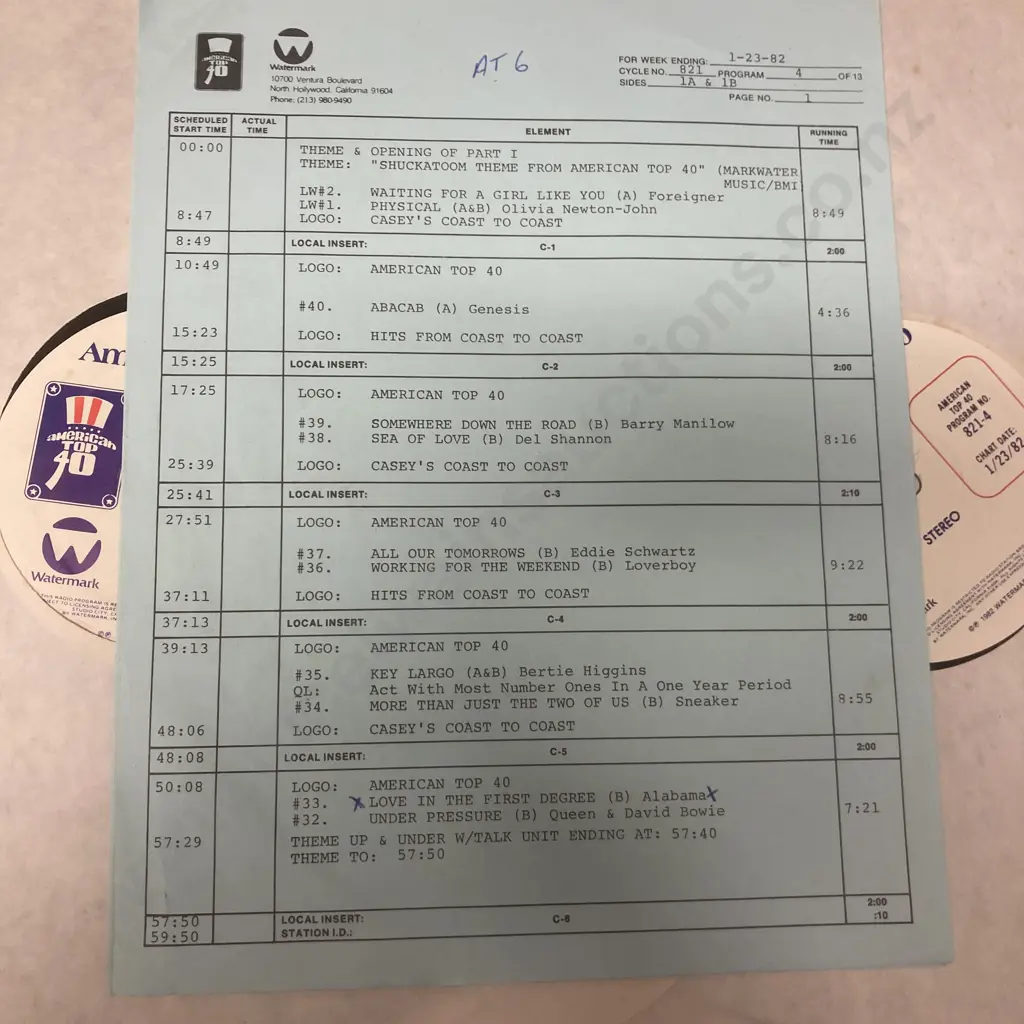 AMERICAN TOP 40
Watermark
10700 Ventura Boulevard
North Hollywood, California 91604
Phone: (213) 980-9490
AT 6
FOR WEEK ENDING: 1-23-82
CYCLE NO. 821 PROGRAM 4 OF 13
SIDES 1A & 1B
PAGE NO. 1
SCHEDULED START TIME ACTUAL TIME ELEMENT RUNNING TIME
00:00 THEME & OPENING OF PART I
THEME: "SHUCKATOOM THEME FROM AMERICAN TOP 40" (MARKWATER
MUSIC/BMI
LW#2. WAITING FOR A GIRL LIKE YOU (A) Foreigner
LW#1. PHYSICAL (A&B) Olivia Newton-John
8:47 LOGO: CASEY'S COAST TO COAST 8:49
8:49 LOCAL INSERT: C-1 2:00
10:49 LOGO: AMERICAN TOP 40
#40. ABACAB (A) Genesis 4:36
15:23 LOGO: HITS FROM COAST TO COAST
15:25 LOCAL INSERT: C-2 2:00
17:25 LOGO: AMERICAN TOP 40
#39. SOMEWHERE DOWN THE ROAD (B) Barry Manilow
#38. SEA OF LOVE (B) Del Shannon 8:16
25:39 LOGO: CASEY'S COAST TO COAST
25:41 LOCAL INSERT: C-3 2:10
27:51 LOGO: AMERICAN TOP 40
#37. ALL OUR TOMORROWS (B) Eddie Schwartz
#36. WORKING FOR THE WEEKEND (B) Loverboy 9:22
37:11 LOGO: HITS FROM COAST TO COAST
37:13 LOCAL INSERT: C-4 2:00
39:13 LOGO: AMERICAN TOP 40
#35. KEY LARGO (A&B) Bertie Higgins
QL: Act With Most Number Ones In A One Year Period
#34. MORE THAN JUST THE TWO OF US (B) Sneaker 8:55
48:06 LOGO: CASEY'S COAST TO COAST
48:08 LOCAL INSERT: C-5 2:00
50:08 LOGO: AMERICAN TOP 40
#33. x LOVE IN THE FIRST DEGREE (B) Alabama x
#32. UNDER PRESSURE (B) Queen & David Bowie 7:21
57:29 THEME UP & UNDER W/TALK UNIT ENDING AT: 57:40
THEME TO: 57:50
57:50 LOCAL INSERT: C-6 2:00
59:50 STATION I.D.: :10
Am
AMERICAN TOP 40
Watermark
AMERICAN
TOP 40
PROGRAM NO.
821-4
CHART DATE:
1/23/82
STEREO